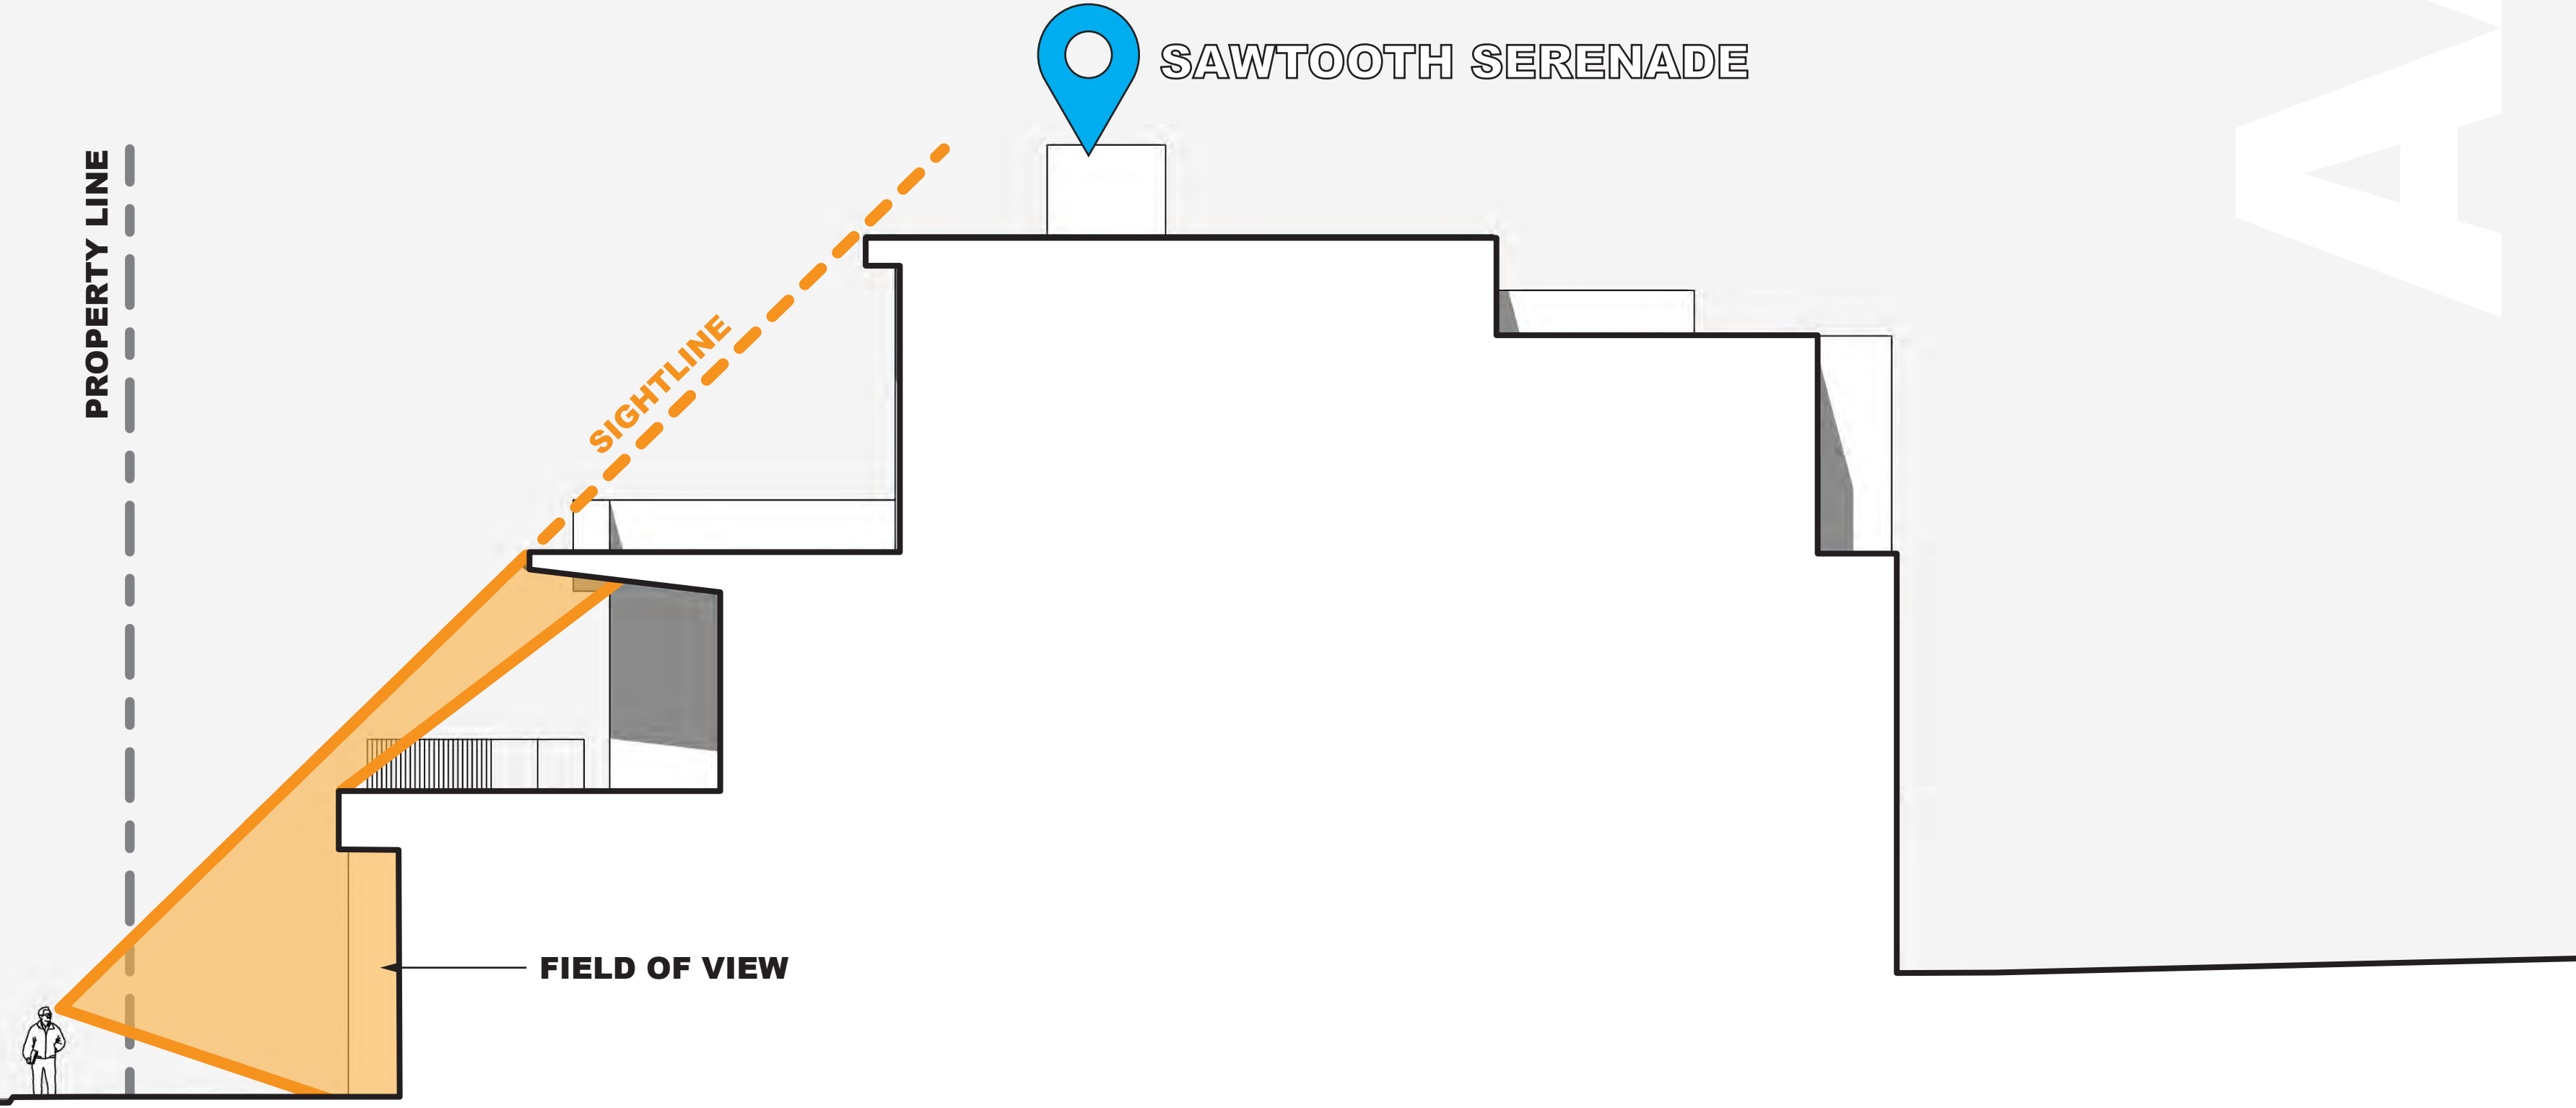 SAWTOOTH SERENADE
PROPERTY LINE
SIGHTLINE
FIELD OF VIEW
A